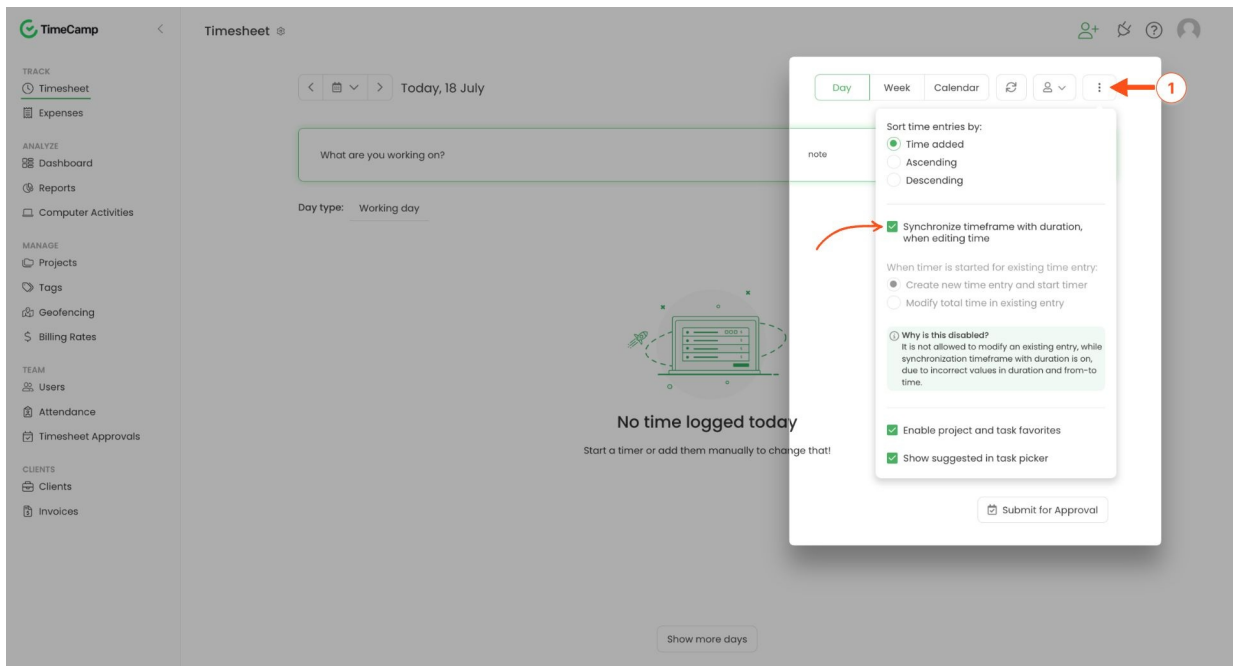 TimeCamp
Timesheet
TRACK
Timesheet
Expenses
ANALYZE
Dashboard
Reports
Computer Activities
MANAGE
Projects
Tags
Geofencing
Billing Rates
TEAM
Users
Attendance
Timesheet Approvals
CLIENTS
Clients
Invoices
Today, 18 July
Day Week Calendar
1
What are you working on?
note
Day type: Working day
Sort time entries by:
Time added
Ascending
Descending
Synchronize timeframe with duration,
when editing time
When timer is started for existing time entry:
Create new time entry and start timer
Modify total time in existing entry
Why is this disabled?
It is not allowed to modify an existing entry, while
synchronization timeframe with duration is on,
due to incorrect values in duration and from-to
time.
Enable project and task favorites
Show suggested in task picker
No time logged today
Start a timer or add them manually to change that!
Submit for Approval
Show more days